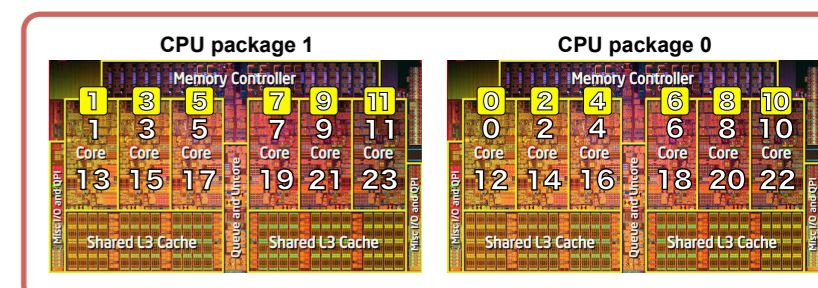 CPU package 1
Memory Controller
1 3 5 7 9 11
1 3 5 7 9 11
Core Core Core Core Core Core
13 15 17 19 21 23
Misc I/O and QPI
Queue and Uncore
Misc I/O and QPI
Shared L3 Cache Shared L3 Cache
CPU package 0
Memory Controller
0 2 4 6 8 10
0 2 4 6 8 10
Core Core Core Core Core Core
12 14 16 18 20 22
Misc I/O and QPI
Queue and Uncore
Misc I/O and QPI
Shared L3 Cache Shared L3 Cache